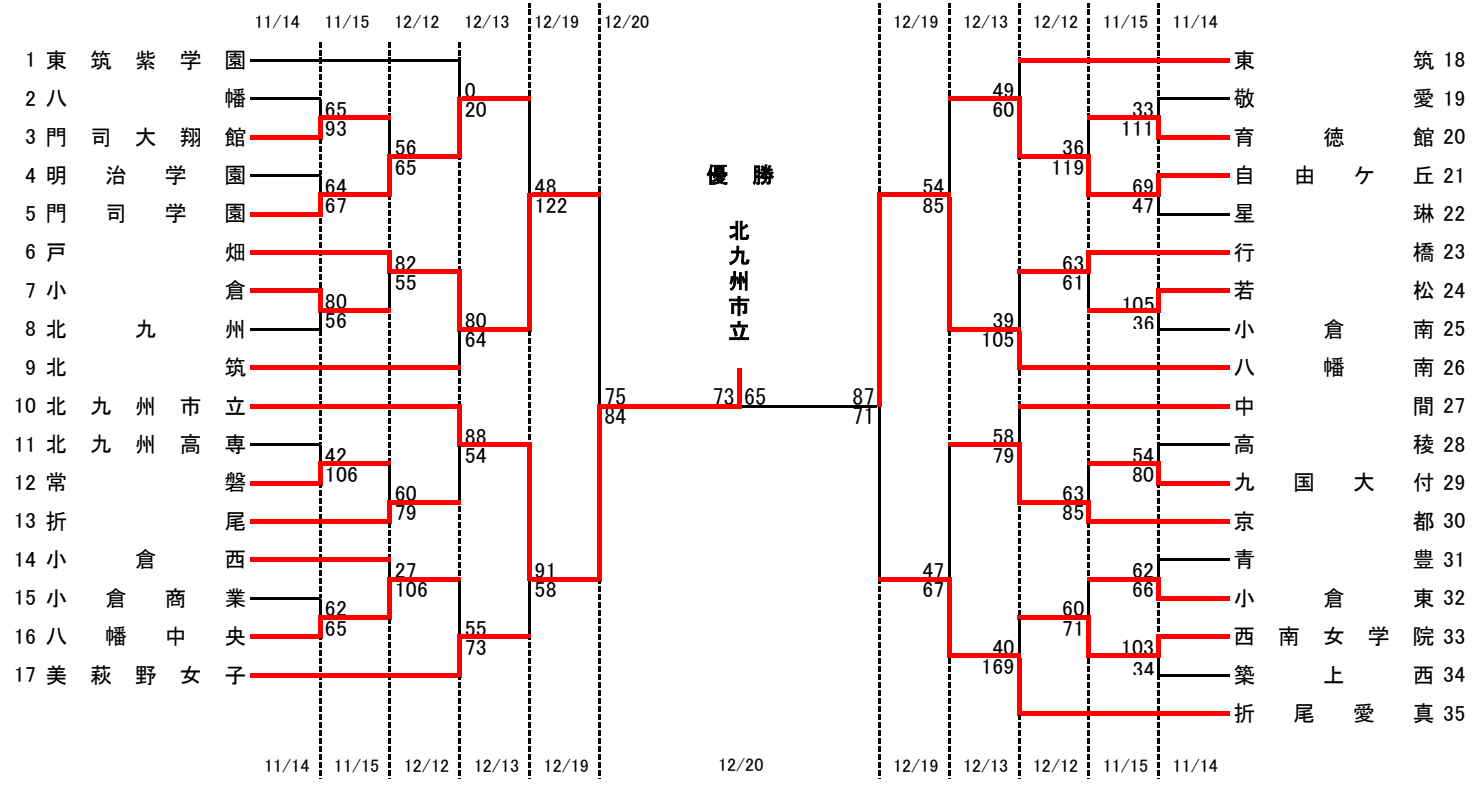 11/14 11/15 12/12 12/13 12/19 12/20 12/19 12/13 12/12 11/15 11/14
1 東筑紫学園
2 八幡
3 門司大翔館
4 明治学園
5 門司学園
6 戸畑
7 小倉
8 北九州
9 北筑
10 北九州市立
11 北九州高専
12 常磐
13 折尾
14 小倉西
15 小倉商業
16 八幡中央
17 美萩野女子
65
93
64
67
80
56
42
106
62
65
56
65
82
55
60
79
27
106
0
20
80
64
88
54
55
73
48
122
91
58
75
84
優勝
北九州市立
73 65
87
71
54
85
47
67
49
60
39
105
58
79
40
169
36
119
63
61
63
85
60
71
33
111
69
47
105
36
54
80
62
66
103
34
東筑 18
敬愛 19
育徳館 20
自由ケ丘 21
星琳 22
行橋 23
若松 24
小倉南 25
八幡南 26
中間 27
高稜 28
九国大付 29
京都 30
青豊 31
小倉東 32
西南女学院 33
築上西 34
折尾愛真 35
11/14 11/15 12/12 12/13 12/19 12/20 12/19 12/13 12/12 11/15 11/14